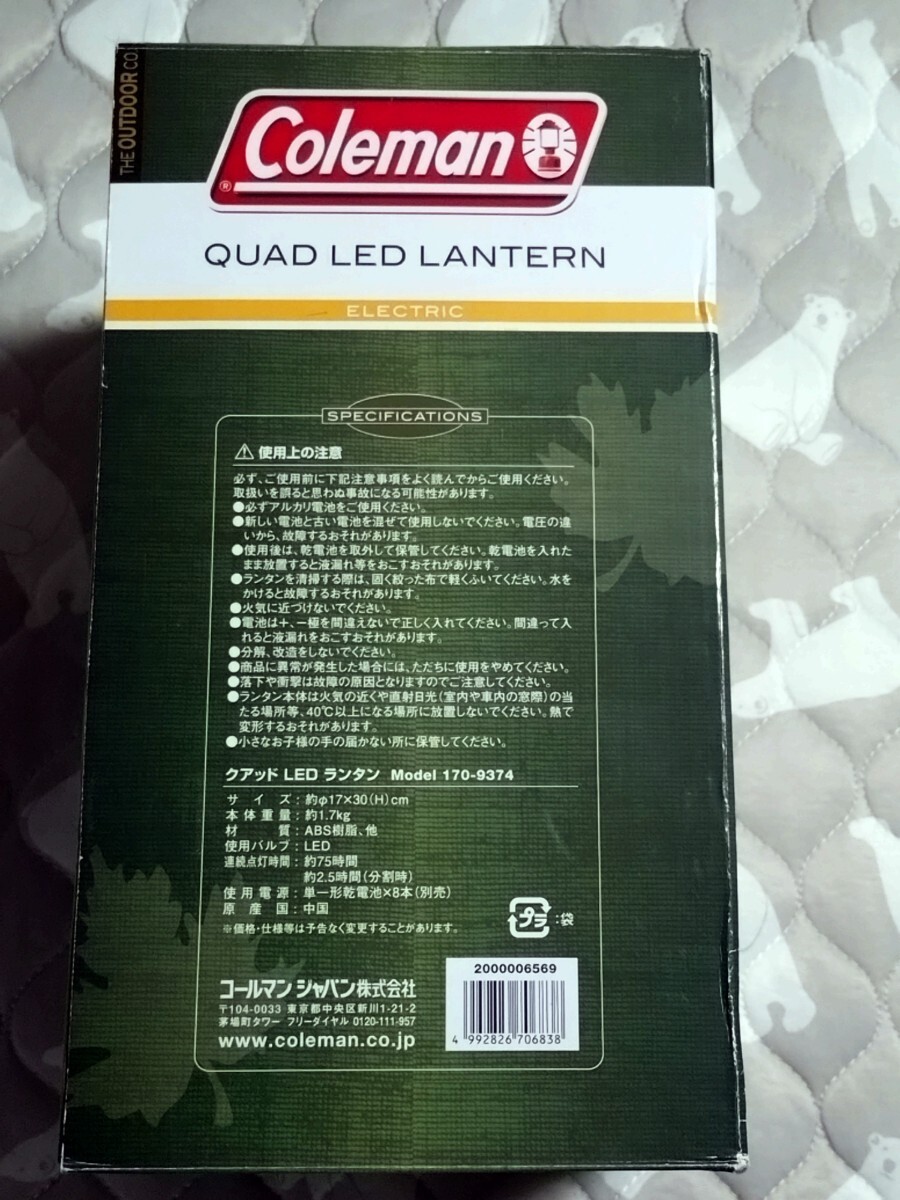 THE OUTDOOR CO.
Coleman
®
QUAD LED LANTERN
ELECTRIC
SPECIFICATIONS
⚠ 使用上の注意
必ず、ご使用前に下記注意事項をよく読んでからご使用ください。
取扱いを誤ると思わぬ事故になる可能性があります。
●必ずアルカリ電池をご使用ください。
●新しい電池と古い電池を混ぜて使用しないでください。電圧の違
いから、故障するおそれがあります。
●使用後は、乾電池を取外して保管してください。乾電池を入れた
まま放置すると液漏れ等をおこすおそれがあります。
●ランタンを清掃する際は、固く絞った布で軽くふいてください。水を
かけると故障するおそれがあります。
●火気に近づけないでください。
●電池は＋、－極を間違えないで正しく入れてください。間違って入
れると液漏れをおこすおそれがあります。
●分解、改造をしないでください。
●商品に異常が発生した場合には、ただちに使用をやめてください。
●落下や衝撃は故障の原因となりますのでご注意してください。
●ランタン本体は火気の近くや直射日光（室内や車内の窓際）の当
たる場所等、40℃以上になる場所に放置しないでください。熱で
変形するおそれがあります。
●小さなお子様の手の届かない所に保管してください。
クアッド LED ランタン Model 170-9374
サイズ：約φ17×30（H）cm
本体重量：約1.7kg
材質：ABS樹脂、他
使用バルブ：LED
連続点灯時間：約75時間
約2.5時間（分割時）
使用電源：単一形乾電池×8本（別売）
原産国：中国
※価格・仕様等は予告なく変更することがあります。
プラ：袋
コールマン ジャパン株式会社
〒104-0033 東京都中央区新川1-21-2
茅場町タワー フリーダイヤル 0120-111-957
www.coleman.co.jp
2000006569
4 992826 706838